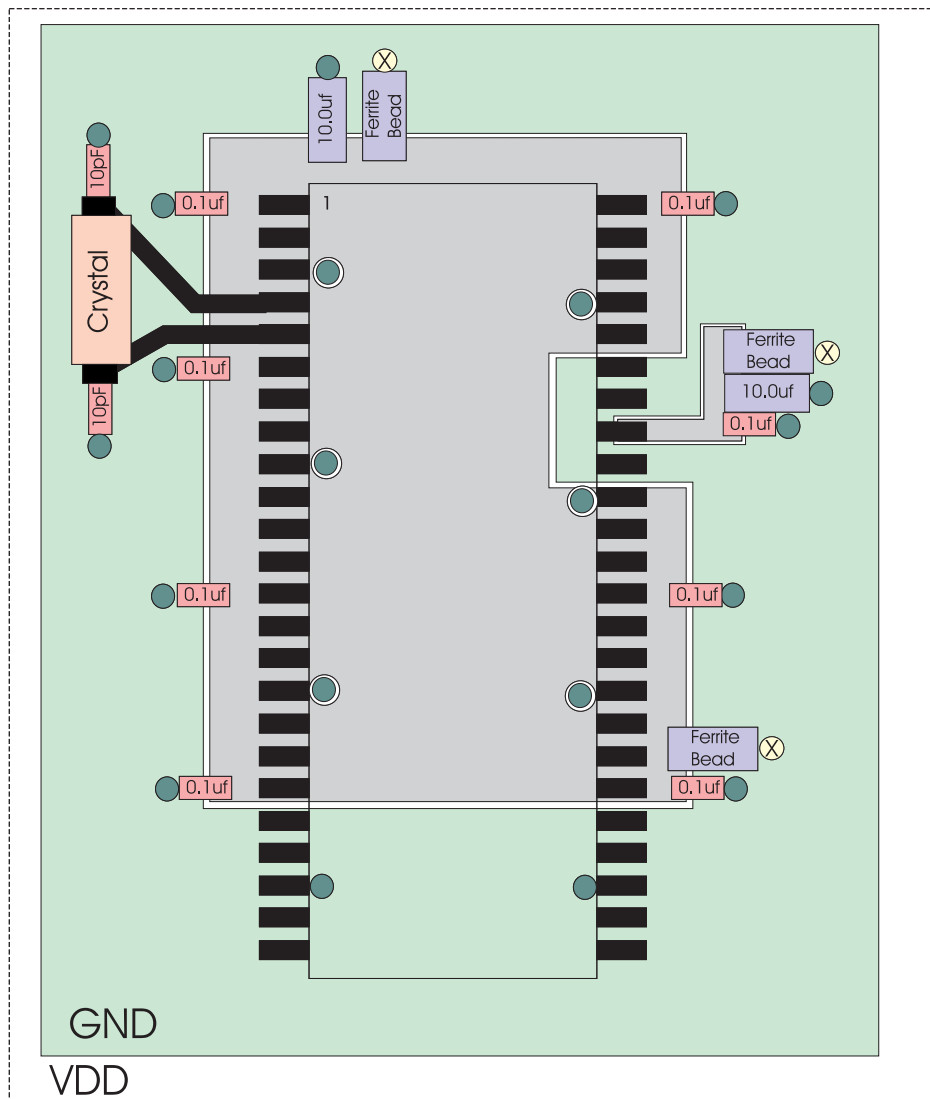 10.0uf
Ferrite
Bead
X
10pF
0.1uf
1
0.1uf
Crystal
Ferrite
Bead
X
0.1uf
10.0uf
10pF
0.1uf
0.1uf
0.1uf
Ferrite
Bead
X
0.1uf
0.1uf
GND
VDD